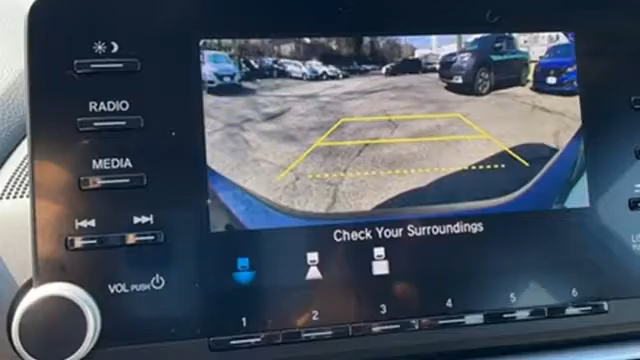 RADIO
MEDIA
VOL PUSH
Check Your Surroundings
1 2 3 4 5 6